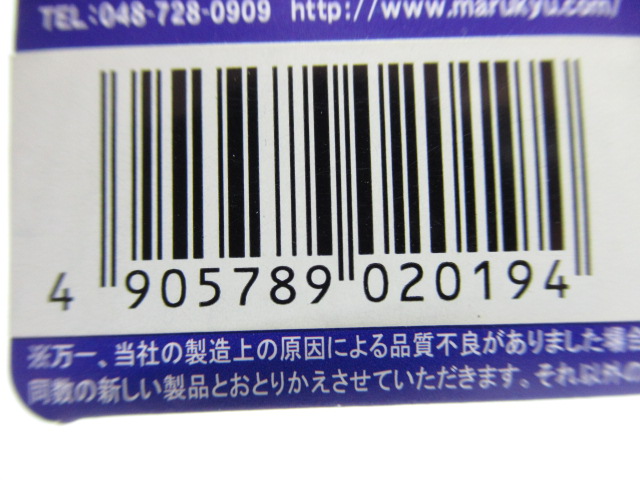 TEL:048-728-0909 http://www.marukyu.com/
4 905789 020194
※万一、当社の製造上の原因による品質不良がありました場合
同数の新しい製品とおとりかえさせていただきます。それ以外の